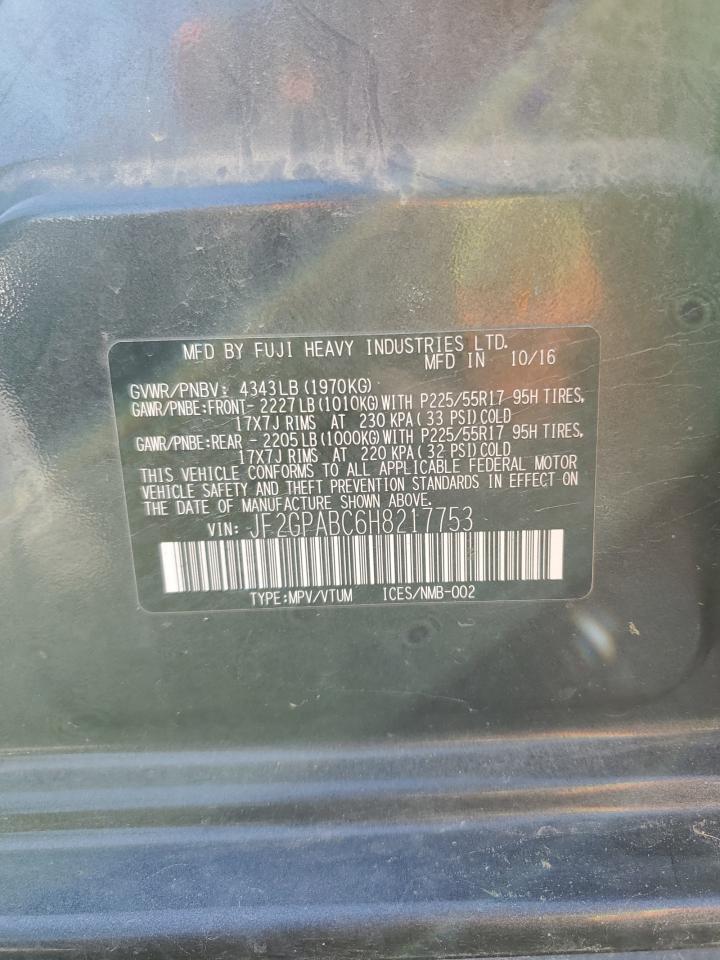 MFD BY FUJI HEAVY INDUSTRIES LTD.
MFD IN 10/16
GVWR/PNBV: 4343LB (1970KG)
GAWR/PNBE:FRONT- 2227LB(1010KG)WITH P225/55R17 95H TIRES,
17X7J RIMS AT 230 KPA(33 PSI)COLD
GAWR/PNBE:REAR - 2205LB(1000KG)WITH P225/55R17 95H TIRES,
17X7J RIMS AT 220 KPA(32 PSI)COLD
THIS VEHICLE CONFORMS TO ALL APPLICABLE FEDERAL MOTOR
VEHICLE SAFETY AND THEFT PREVENTION STANDARDS IN EFFECT ON
THE DATE OF MANUFACTURE SHOWN ABOVE.
VIN: JF2GPABC6H8217753
TYPE:MPV/VTUM ICES/NMB-002